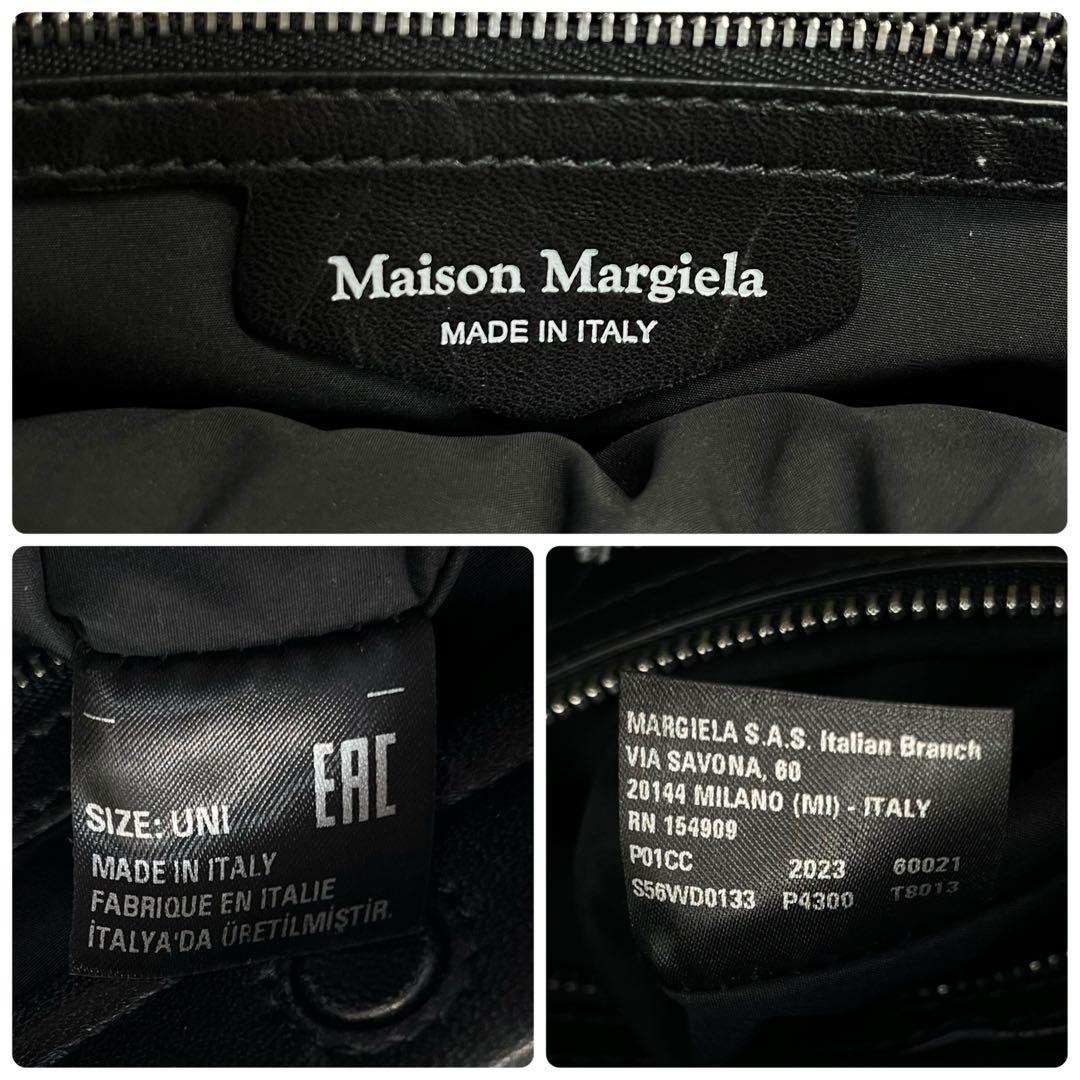 Maison Margiela
MADE IN ITALY
EAC
SIZE: UNI
MADE IN ITALY
FABRIQUE EN ITALIE
İTALYA'DA ÜRETİLMİŞTİR.
MARGIELA S.A.S. Italian Branch
VIA SAVONA, 60
20144 MILANO (MI) - ITALY
RN 154909
P01CC 2023 60021
S56WD0133 P4300 T8013